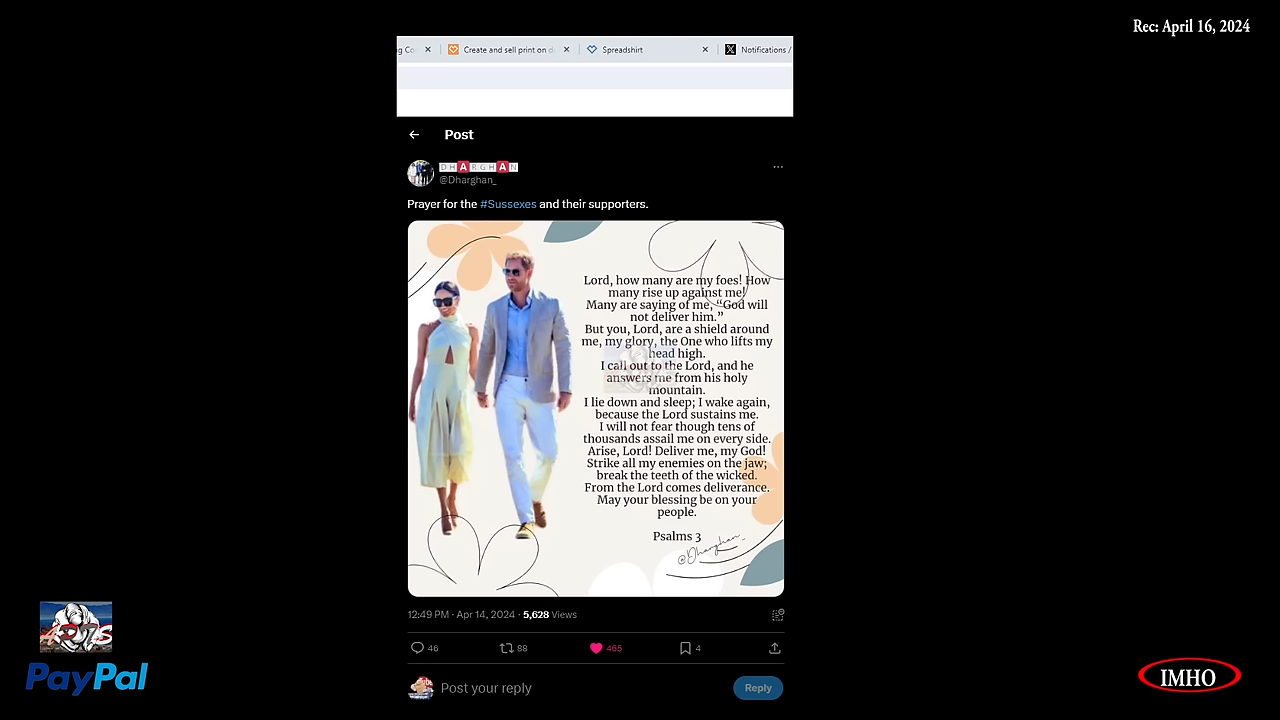 Rec: April 16, 2024
Create and sell print on d
Spreadshirt
Notifications /
Post
DHARGHAN
@Dharghan_
Prayer for the #Sussexes and their supporters.
Lord, how many are my foes! How
many rise up against me!
Many are saying of me, “God will
not deliver him.”
But you, Lord, are a shield around
me, my glory, the One who lifts my
head high.
I call out to the Lord, and he
answers me from his holy
mountain.
I lie down and sleep; I wake again,
because the Lord sustains me.
I will not fear though tens of
thousands assail me on every side.
Arise, Lord! Deliver me, my God!
Strike all my enemies on the jaw;
break the teeth of the wicked.
From the Lord comes deliverance.
May your blessing be on your
people.
Psalms 3
@Dharghan_
12:49 PM · Apr 14, 2024 · 5,628 Views
46 88 465 4
Post your reply
Reply
PayPal
IMHO